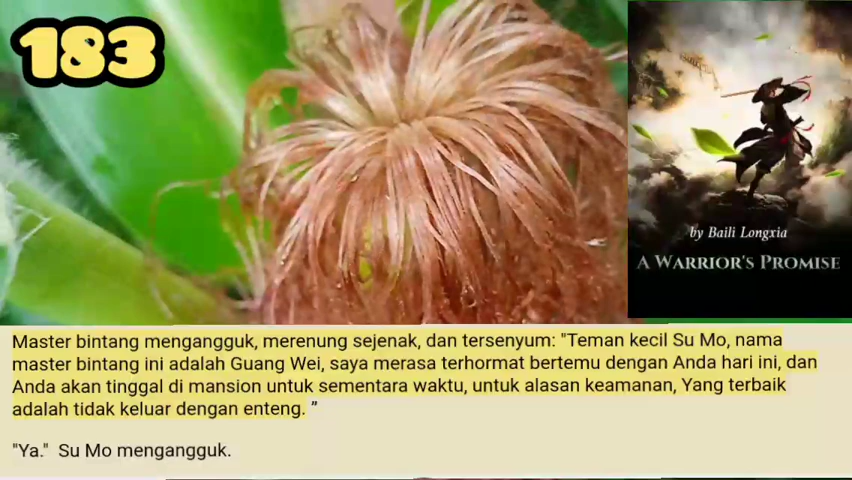 183
by Baili Longxia
A WARRIOR'S PROMISE
Master bintang mengangguk, merenung sejenak, dan tersenyum: "Teman kecil Su Mo, nama
master bintang ini adalah Guang Wei, saya merasa terhormat bertemu dengan Anda hari ini, dan
Anda akan tinggal di mansion untuk sementara waktu, untuk alasan keamanan, Yang terbaik
adalah tidak keluar dengan enteng. ”
"Ya."  Su Mo mengangguk.